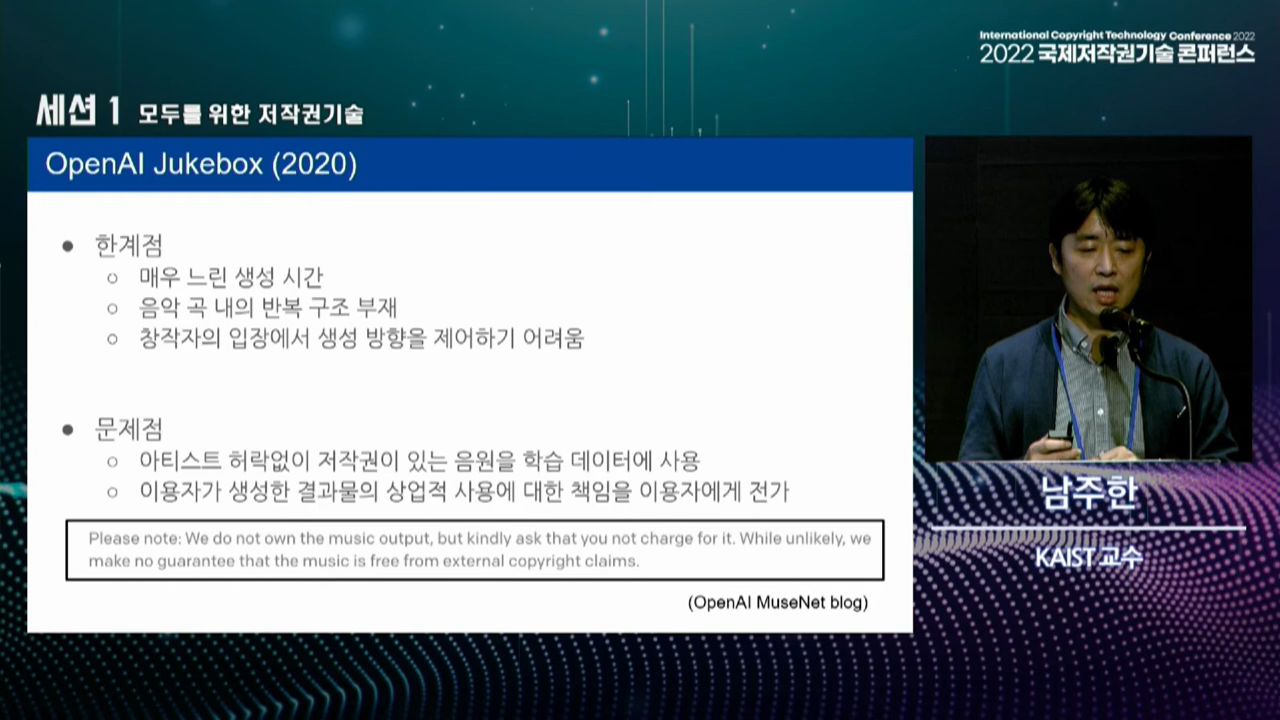 International Copyright Technology Conference 2022
2022 국제저작권기술 콘퍼런스
세션 1 모두를 위한 저작권기술
OpenAI Jukebox (2020)
● 한계점
○ 매우 느린 생성 시간
○ 음악 곡 내의 반복 구조 부재
○ 창작자의 입장에서 생성 방향을 제어하기 어려움
● 문제점
○ 아티스트 허락없이 저작권이 있는 음원을 학습 데이터에 사용
○ 이용자가 생성한 결과물의 상업적 사용에 대한 책임을 이용자에게 전가
Please note: We do not own the music output, but kindly ask that you not charge for it. While unlikely, we
make no guarantee that the music is free from external copyright claims.
(OpenAI MuseNet blog)
남주한
KAIST 교수